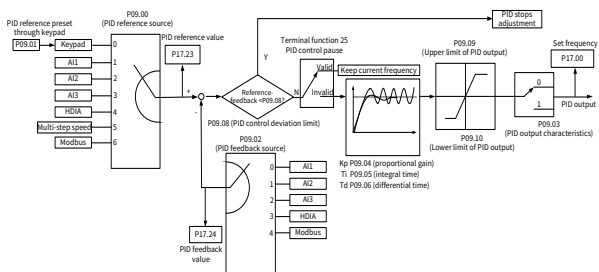 PID reference preset
through keypad
P09.01
P09.00
(PID reference source)
Keypad
0
AI1
1
AI2
2
AI3
3
HDIA
4
Multi-step speed
5
Modbus
6
PID reference value
P17.23
+
-
Y
Reference-
feedback <P09.08?
N
P09.08 (PID control deviation limit)
PID stops
adjustment
Terminal function 25
PID control pause
Valid
Invalid
Keep current frequency
Kp P09.04 (proportional gain)
Ti P09.05 (integral time)
Td P09.06 (differential time)
P09.09
(Upper limit of PID output)
P09.10
(Lower limit of PID output)
Set frequency
P17.00
0
1
PID output
P09.03
(PID output characteristics)
P09.02
(PID feedback source)
0
AI1
1
AI2
2
AI3
3
HDIA
4
Modbus
P17.24
PID feedback
value